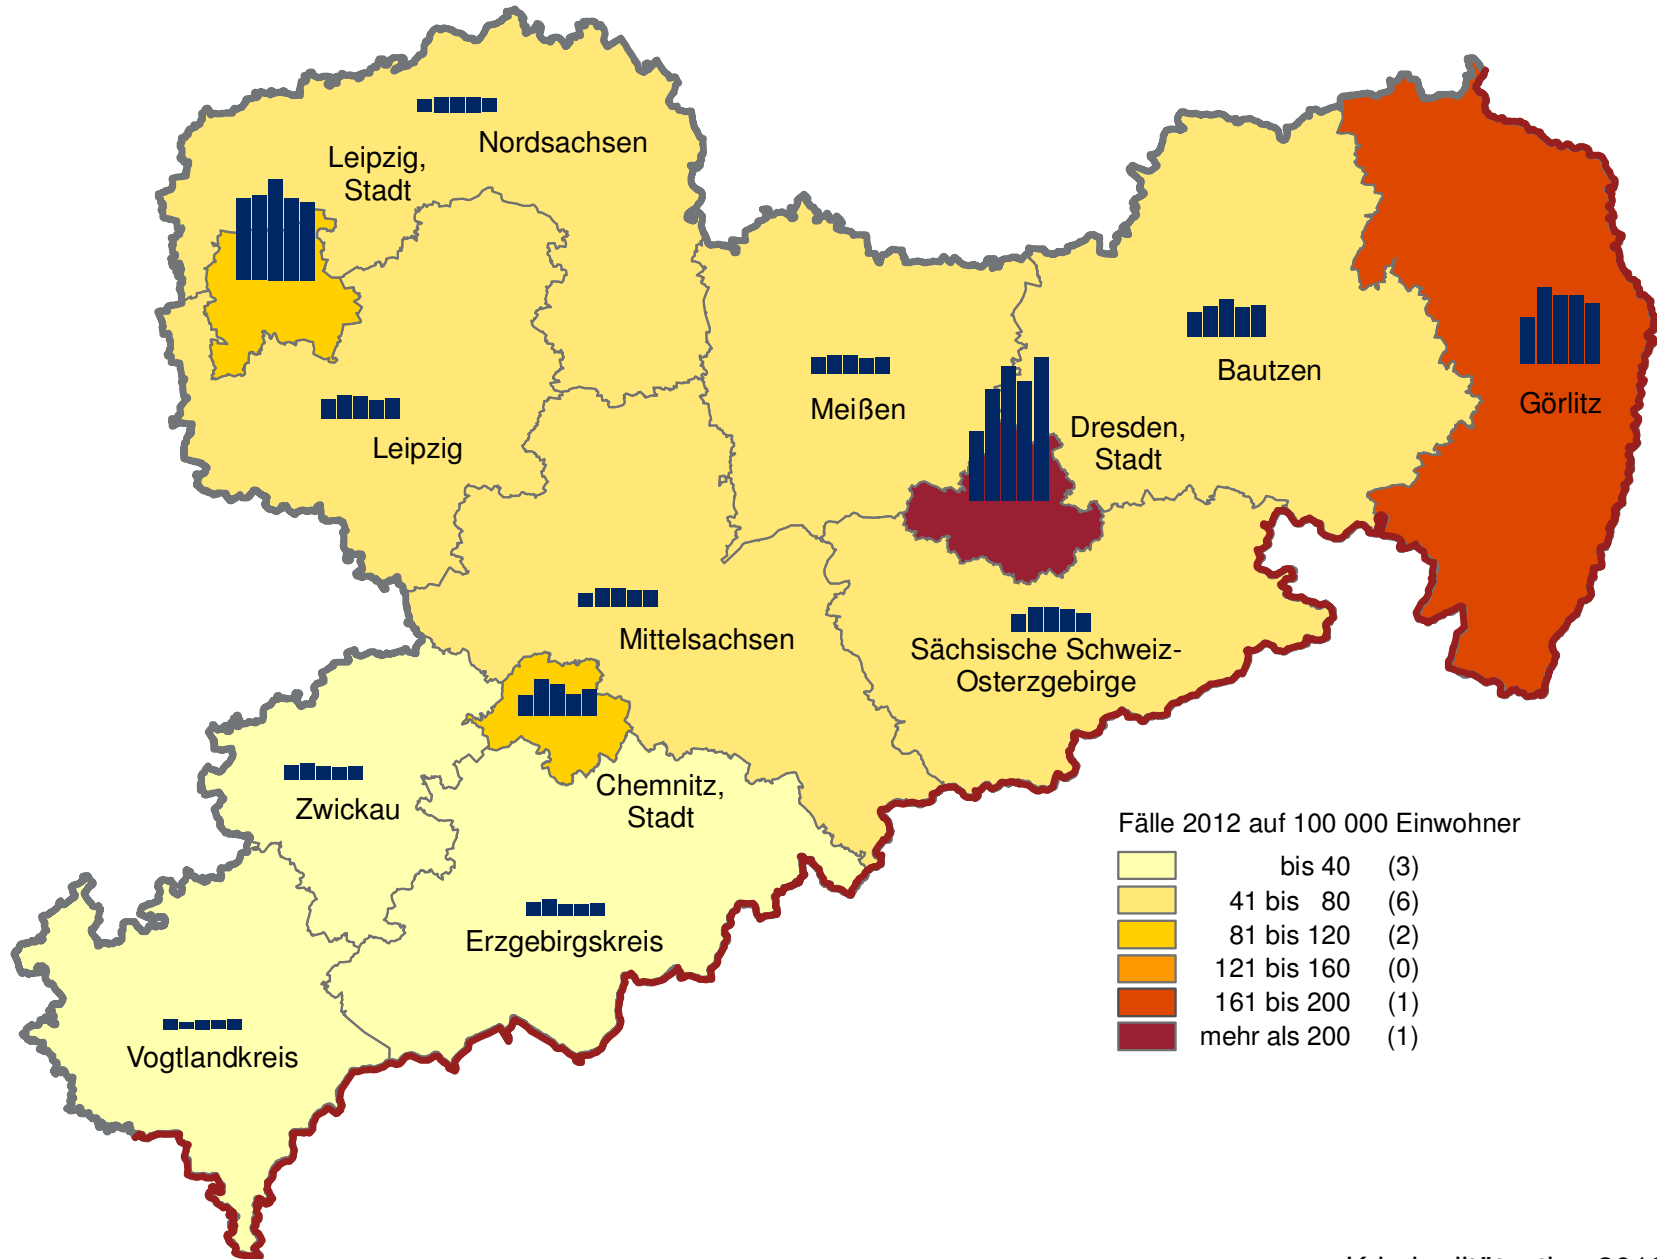 Nordsachsen
Leipzig,
Stadt
Bautzen
Meißen
Görlitz
Dresden,
Stadt
Leipzig
Mittelsachsen
Sächsische Schweiz-
Osterzgebirge
Chemnitz,
Stadt
Zwickau
Erzgebirgskreis
Vogtlandkreis
Fälle 2012 auf 100 000 Einwohner
bis 40 (3)
41 bis 80 (6)
81 bis 120 (2)
121 bis 160 (0)
161 bis 200 (1)
mehr als 200 (1)